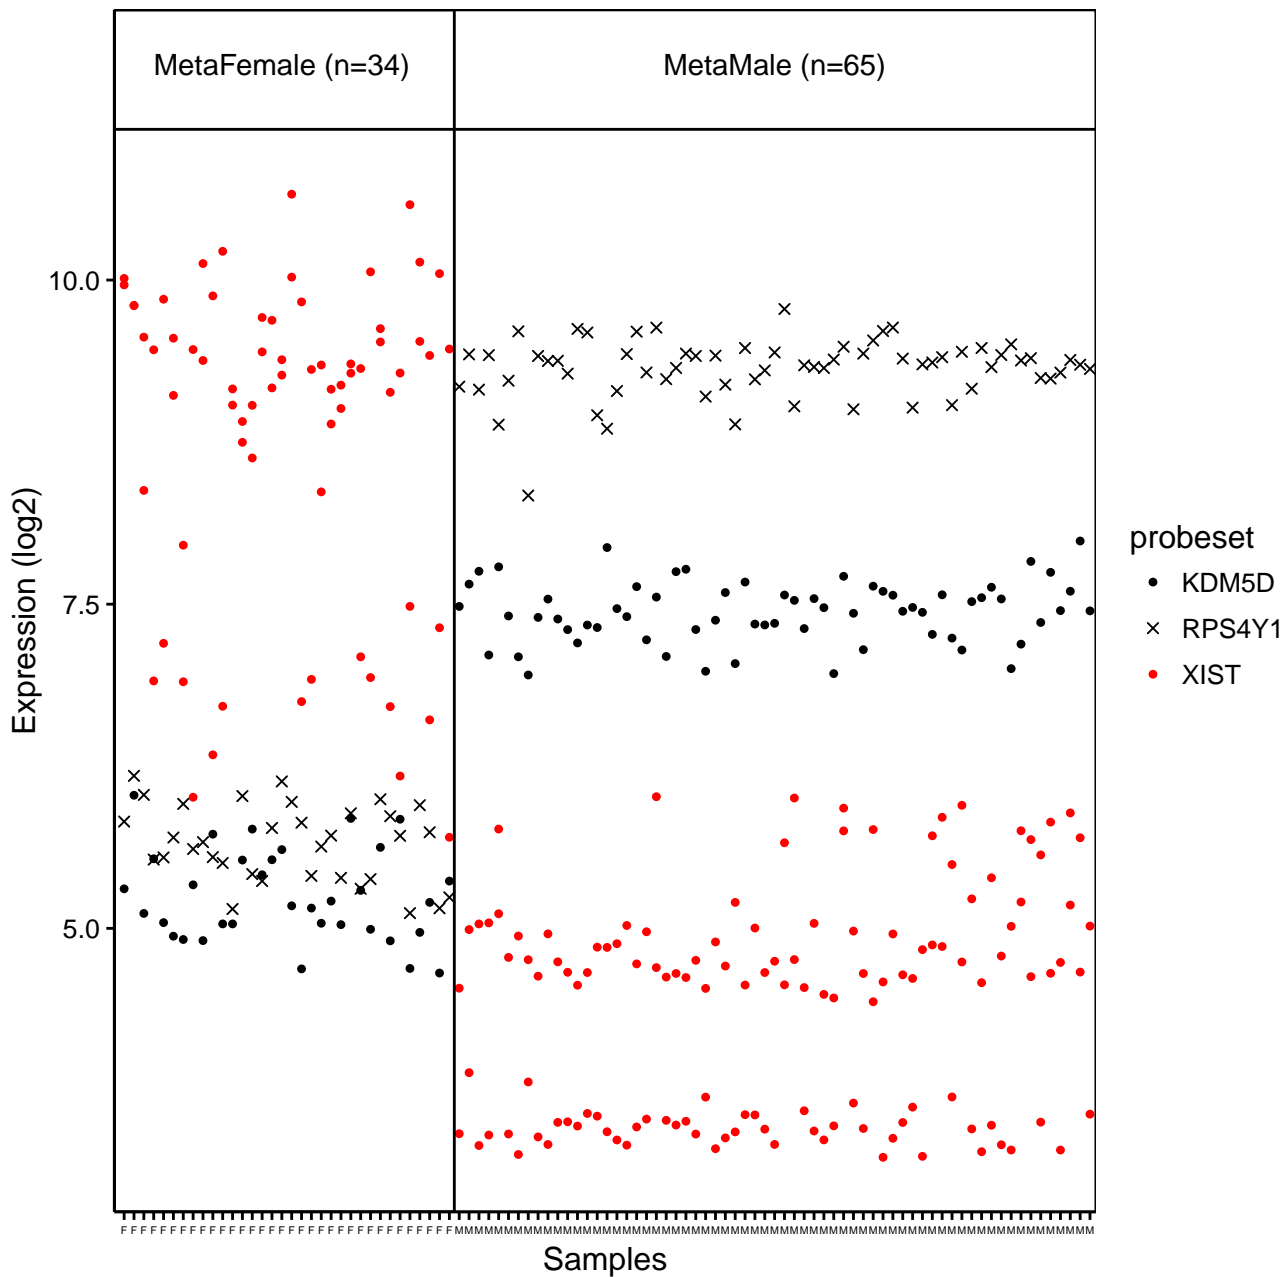 MetaFemale (n=34)
MetaMale (n=65)
10.0
7.5
5.0
Expression (log2)
F F F F F F F F F F F F F F F F F F F F F F F F F F F F F F F F F F
M M M M M M M M M M M M M M M M M M M M M M M M M M M M M M M M M M M M M M M M M M M M M M M M M M M M M M M M M M M M M M M M M
Samples
probeset
KDM5D
RPS4Y1
XIST